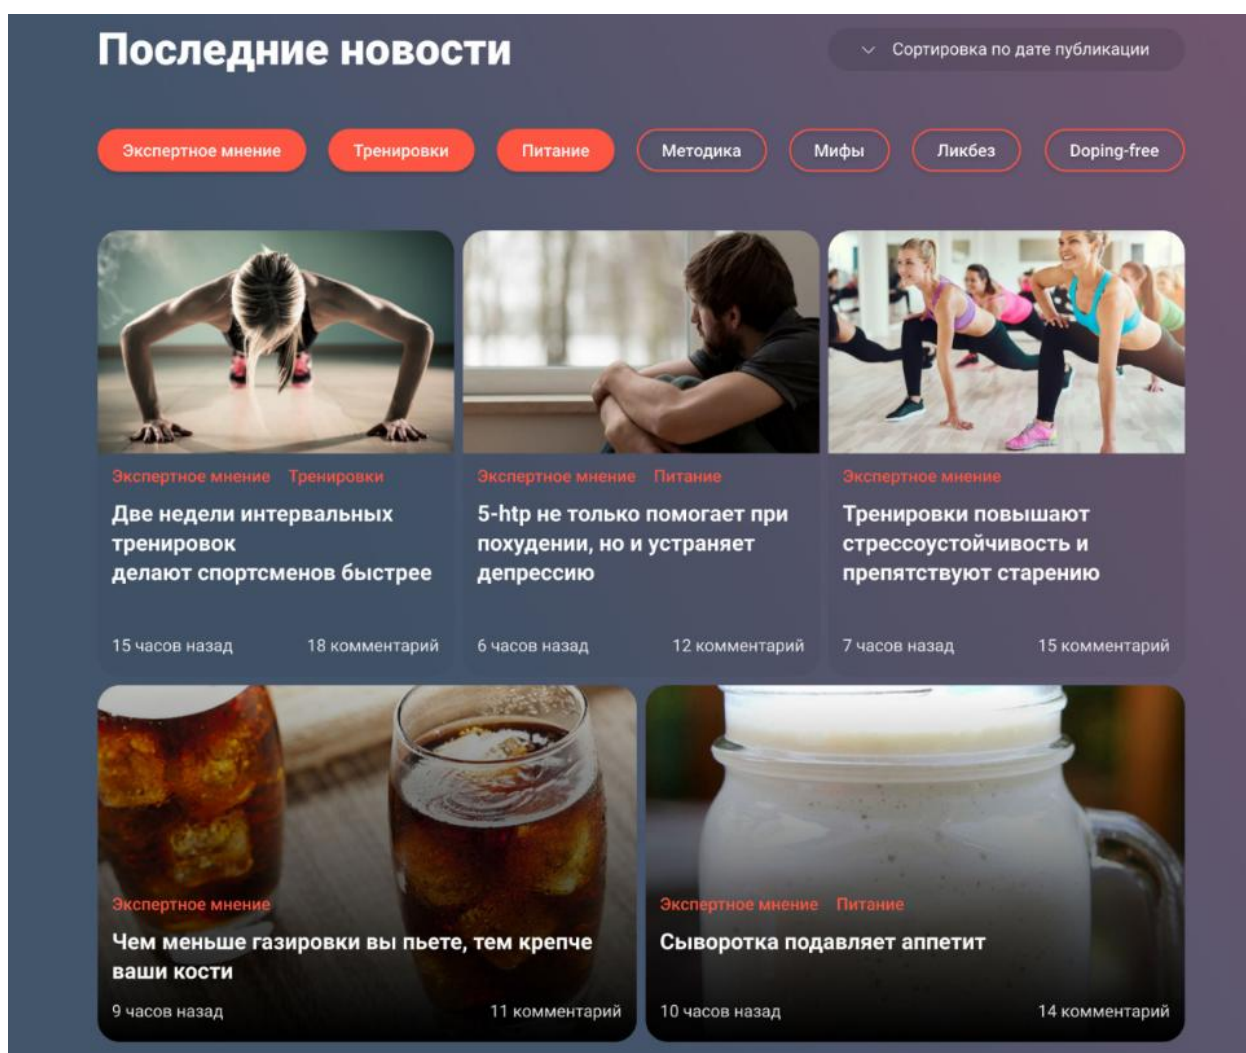 Последние новости
Сортировка по дате публикации
Экспертное мнение Тренировки Питание Методика Мифы Ликбез Doping-free
Экспертное мнение Тренировки
Две недели интервальных
тренировок
делают спортсменов быстрее
15 часов назад 18 комментарий
Экспертное мнение Питание
5-htp не только помогает при
похудении, но и устраняет
депрессию
6 часов назад 12 комментарий
Экспертное мнение
Тренировки повышают
стрессоустойчивость и
препятствуют старению
7 часов назад 15 комментарий
Экспертное мнение
Чем меньше газировки вы пьете, тем крепче
ваши кости
9 часов назад 11 комментарий
Экспертное мнение Питание
Сыворотка подавляет аппетит
10 часов назад 14 комментарий